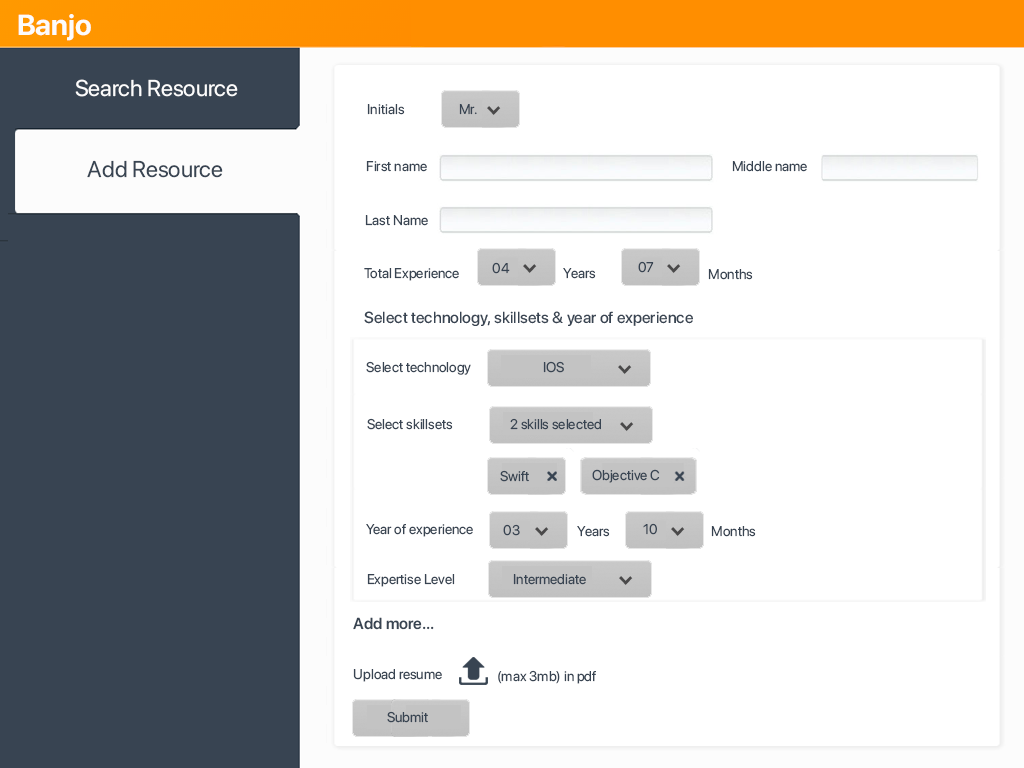 Banjo
Search Resource
Add Resource
Initials Mr.
First name Middle name
Last Name
Total Experience 04 Years 07 Months
Select technology, skillsets & year of experience
Select technology IOS
Select skillsets 2 skills selected
Swift Objective C
Year of experience 03 Years 10 Months
Expertise Level Intermediate
Add more...
Upload resume (max 3mb) in pdf
Submit